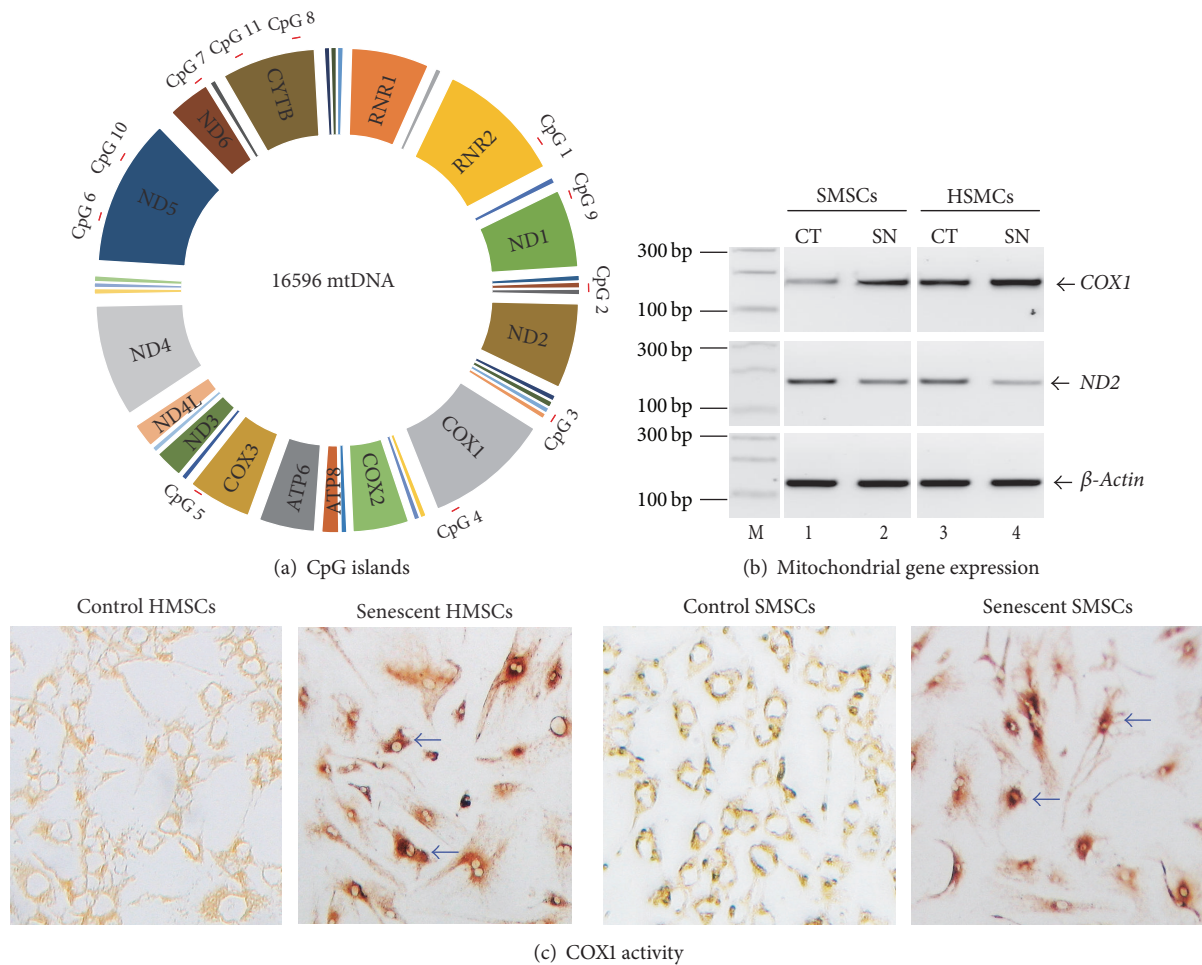 CpG 7
CpG 11
CpG 8
CYTB
RNR1
RNR2
CpG 1
CpG 9
ND1
CpG 2
ND2
CpG 3
COX1
CpG 4
COX2
ATP8
ATP6
COX3
CpG 5
ND3
ND4L
ND4
ND5
CpG 6
CpG 10
ND6
16596 mtDNA
(a) CpG islands
SMSCs HSMCs
CT SN CT SN
300 bp
100 bp
← COX1
300 bp
100 bp
← ND2
300 bp
100 bp
← β-Actin
M 1 2 3 4
(b) Mitochondrial gene expression
Control HMSCs Senescent HMSCs Control SMSCs Senescent SMSCs
(c) COX1 activity